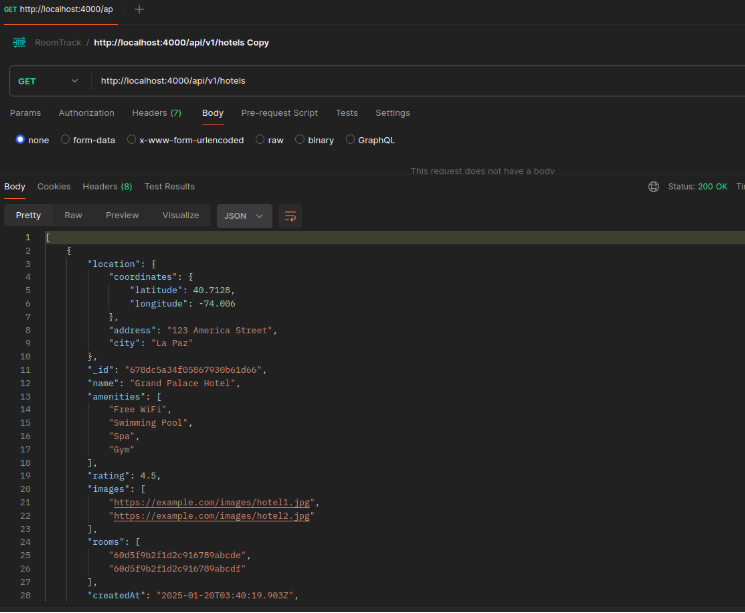 GET http://localhost:4000/ap
RoomTrack / http://localhost:4000/api/v1/hotels Copy
GET http://localhost:4000/api/v1/hotels
Params Authorization Headers (7) Body Pre-request Script Tests Settings
none form-data x-www-form-urlencoded raw binary GraphQL
This request does not have a body
Body Cookies Headers (8) Test Results Status: 200 OK Ti
Pretty Raw Preview Visualize JSON
1 [
2 {
3 "location": {
4 "coordinates": {
5 "latitude": 40.7128,
6 "longitude": -74.006
7 },
8 "address": "123 America Street",
9 "city": "La Paz"
10 },
11 "_id": "678dc5a34f05867930b61d66",
12 "name": "Grand Palace Hotel",
13 "amenities": [
14 "Free WiFi",
15 "Swimming Pool",
16 "Spa",
17 "Gym"
18 ],
19 "rating": 4.5,
20 "images": [
21 "https://example.com/images/hotel1.jpg",
22 "https://example.com/images/hotel2.jpg"
23 ],
24 "rooms": [
25 "60d5f9b2f1d2c916789abcde",
26 "60d5f9b2f1d2c916789abcdf"
27 ],
28 "createdAt": "2025-01-20T03:40:19.903Z",